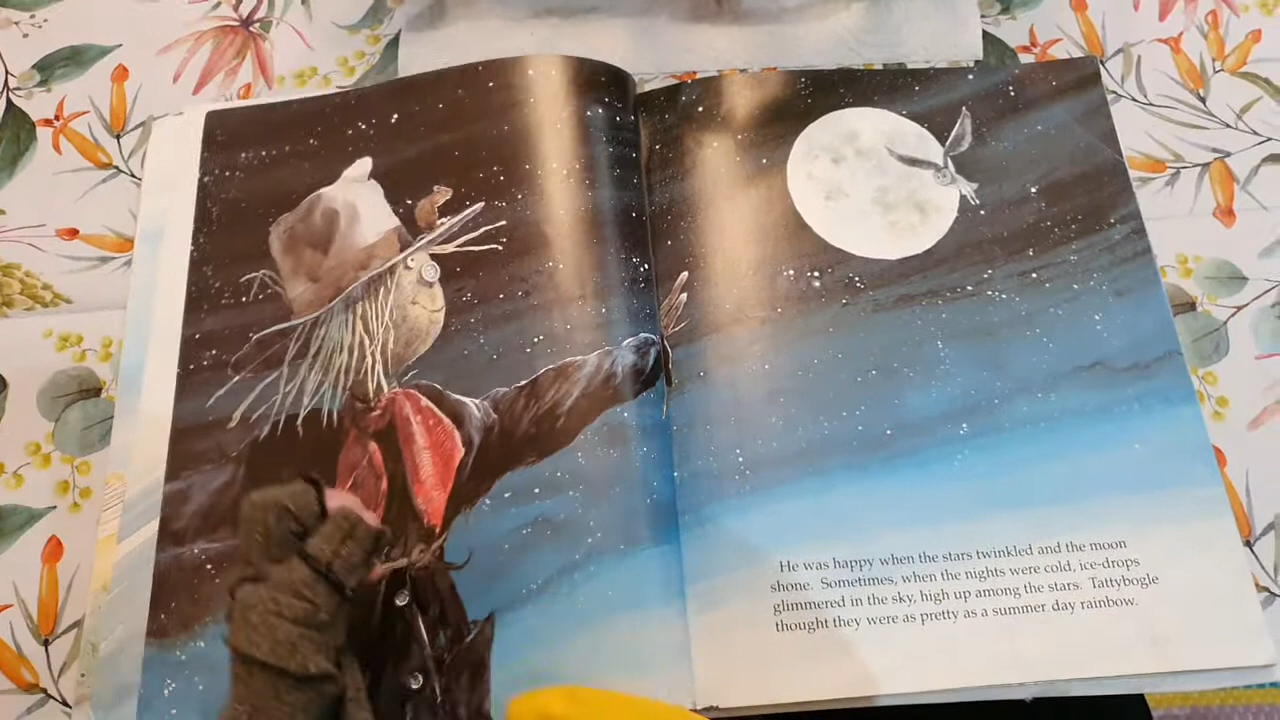 He was happy when the stars twinkled and the moon
shone. Sometimes, when the nights were cold, ice-drops
glimmered in the sky, high up among the stars. Tattybogle
thought they were as pretty as a summer day rainbow.